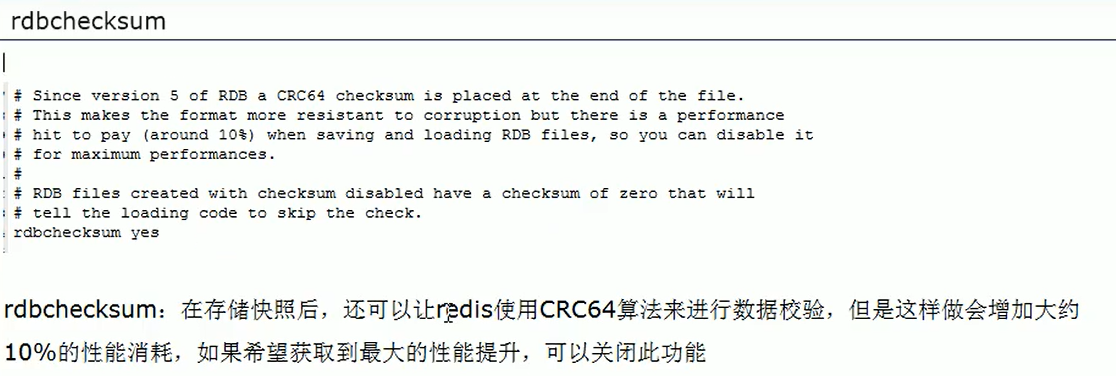 rdbchecksum
# Since version 5 of RDB a CRC64 checksum is placed at the end of the file.
# This makes the format more resistant to corruption but there is a performance
# hit to pay (around 10%) when saving and loading RDB files, so you can disable it
# for maximum performances.
#
# RDB files created with checksum disabled have a checksum of zero that will
# tell the loading code to skip the check.
rdbchecksum yes
rdbchecksum：在存储快照后，还可以让redis使用CRC64算法来进行数据校验，但是这样做会增加大约
10%的性能消耗，如果希望获取到最大的性能提升，可以关闭此功能